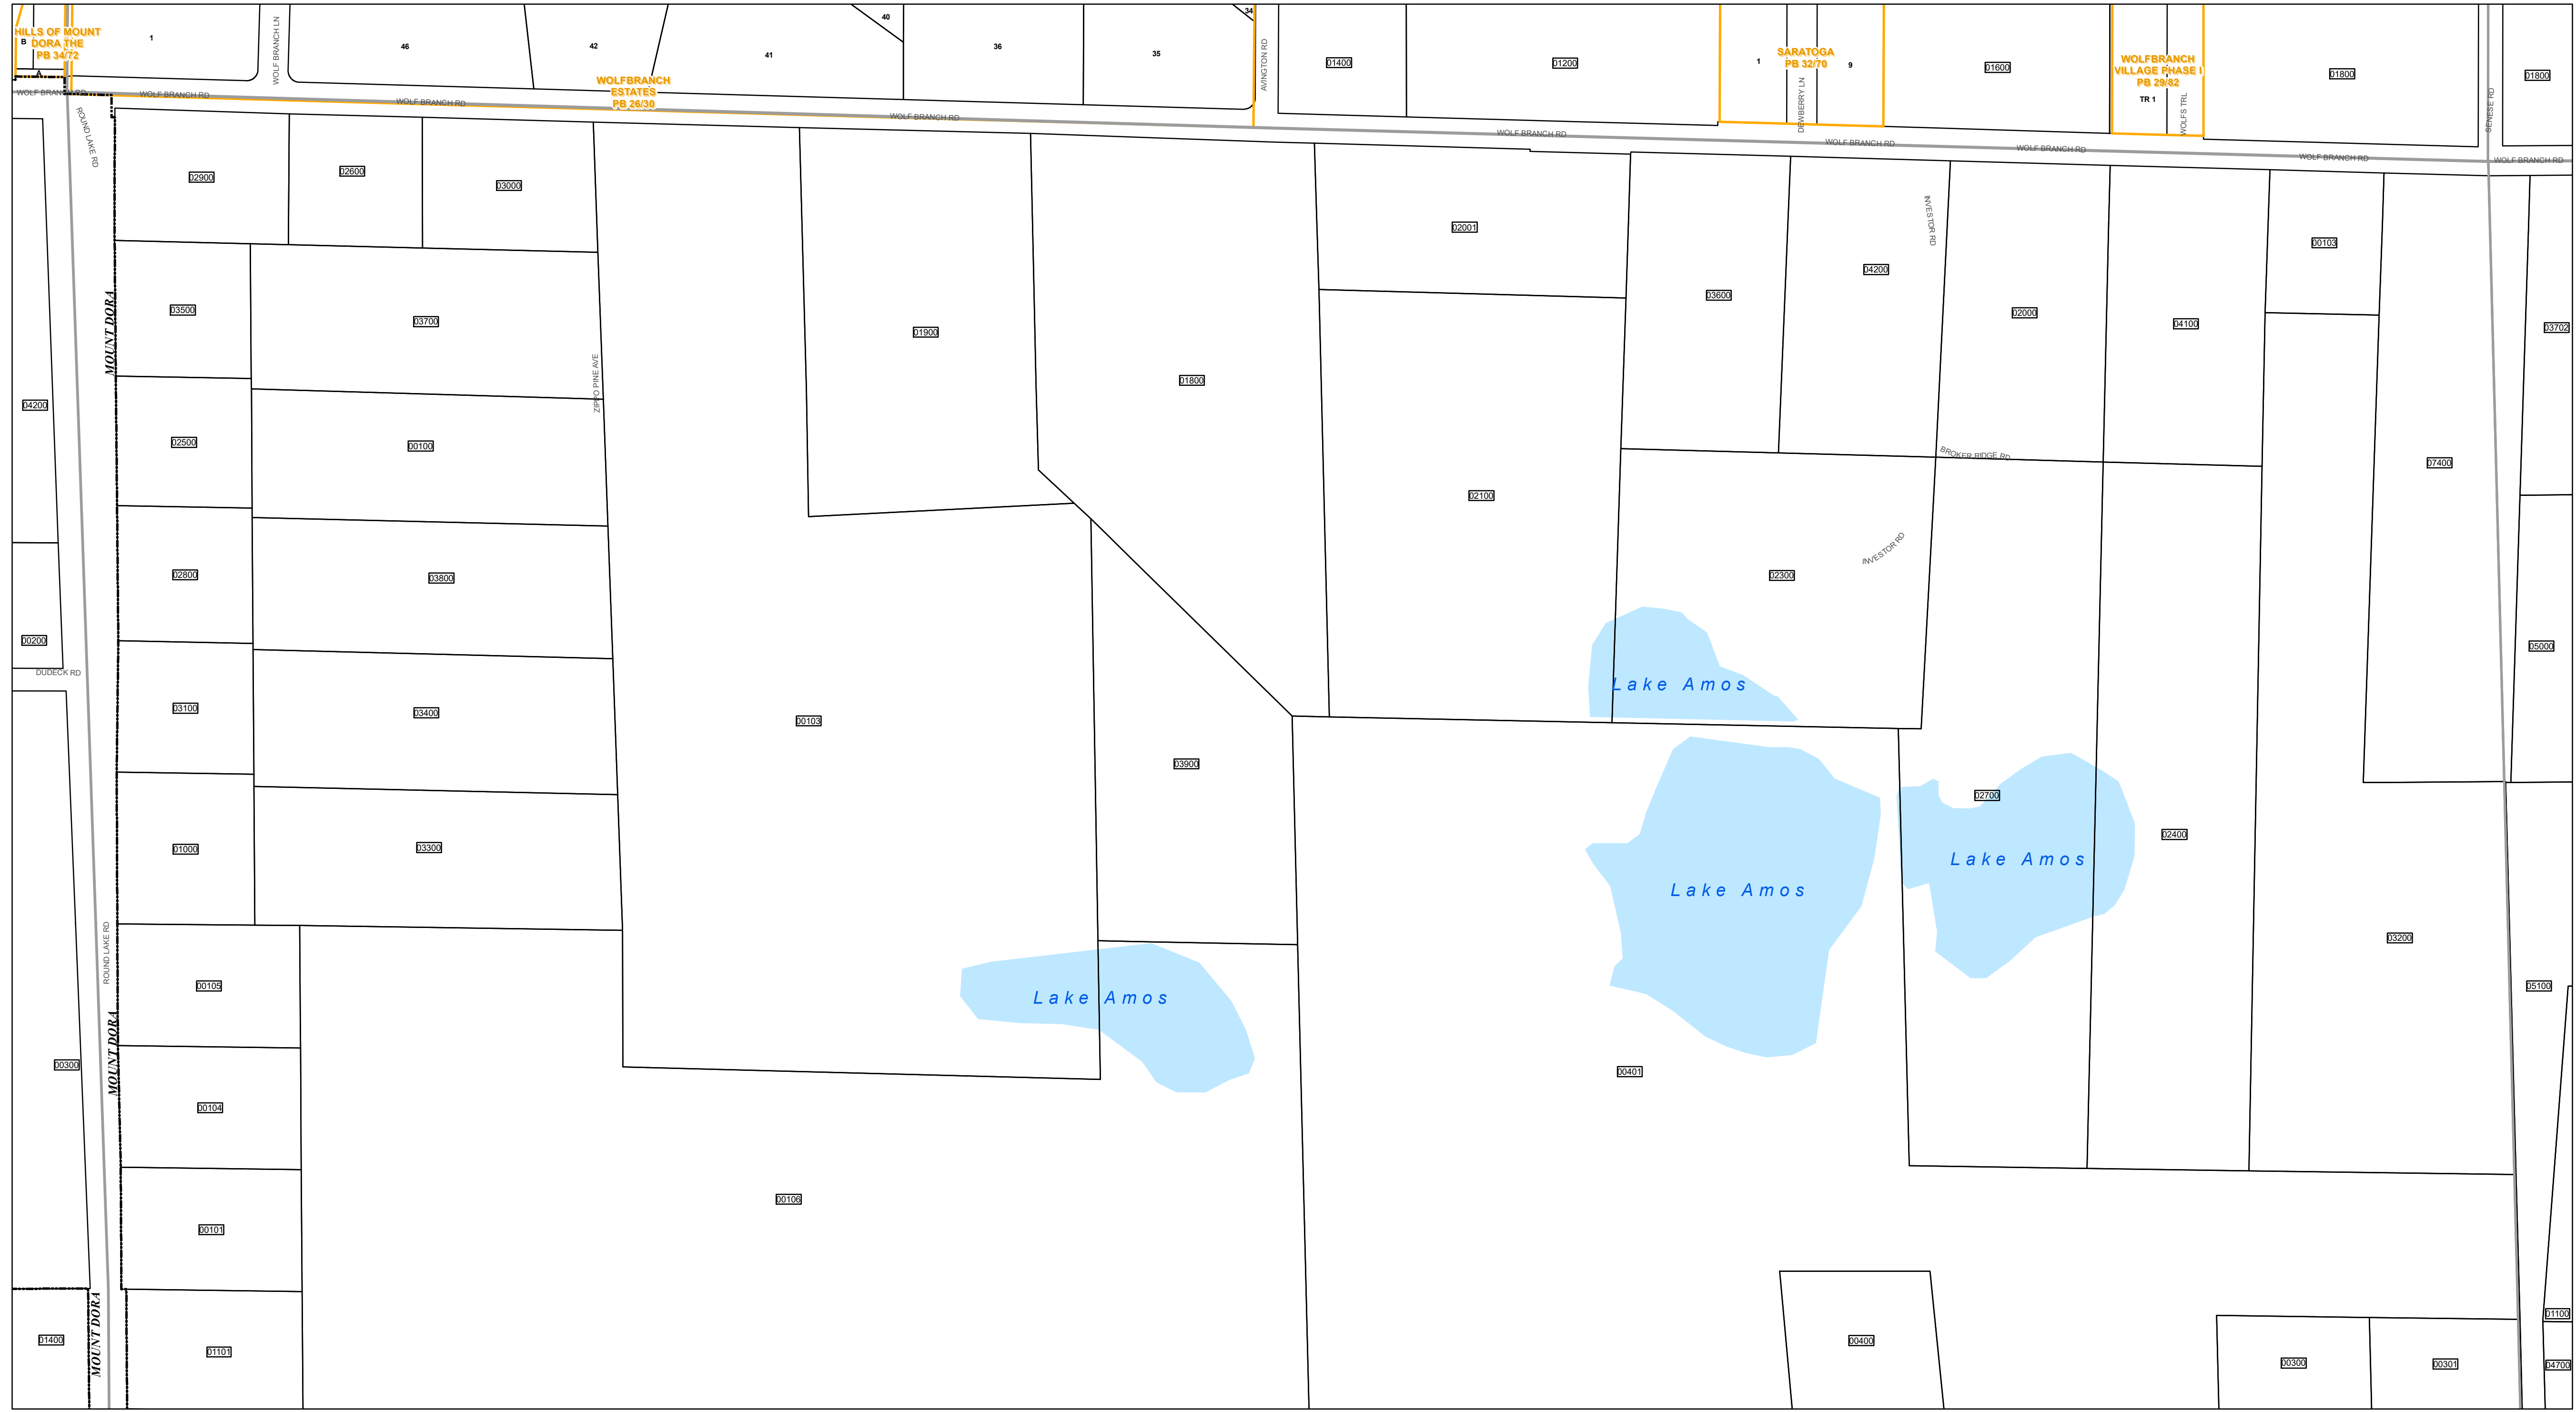 HILLS OF MOUNT
DORA THE
PB 34/72
B
A
1
WOLF BRANCH LN
46
42
41
40
36
35
34
AVINGTON RD
01400
01200
1
SARATOGA
PB 32/70
DEWBERRY LN
9
01600
WOLFBRANCH
VILLAGE PHASE I
PB 29/82
TR 1
WOLFS TRL
01800
SENESE RD
01800
WOLFBRANCH
ESTATES
PB 26/30
WOLF BRANCH RD
WOLF BRANCH RD
WOLF BRANCH RD
WOLF BRANCH RD
WOLF BRANCH RD
WOLF BRANCH RD
WOLF BRANCH RD
WOLF BRANCH RD
WOLF BRANCH RD
ROUND LAKE RD
02900
02600
03000
02001
INVESTOR RD
00103
04200
03600
03500
MOUNT DORA
03700
01900
02000
04100
03702
ZIPPO PINE AVE
01800
04200
02500
00100
BROKER RIDGE RD
07400
02100
INVESTOR RD
02800
03800
02300
00200
DUDECK RD
05000
Lake Amos
03100
03400
00103
03900
02700
02400
01000
03300
Lake Amos
Lake Amos
ROUND LAKE RD
03200
00105
Lake Amos
05100
MOUNT DORA
00300
00401
00104
00106
00101
01100
MOUNT DORA
01400
01101
00400
00300
00301
04700